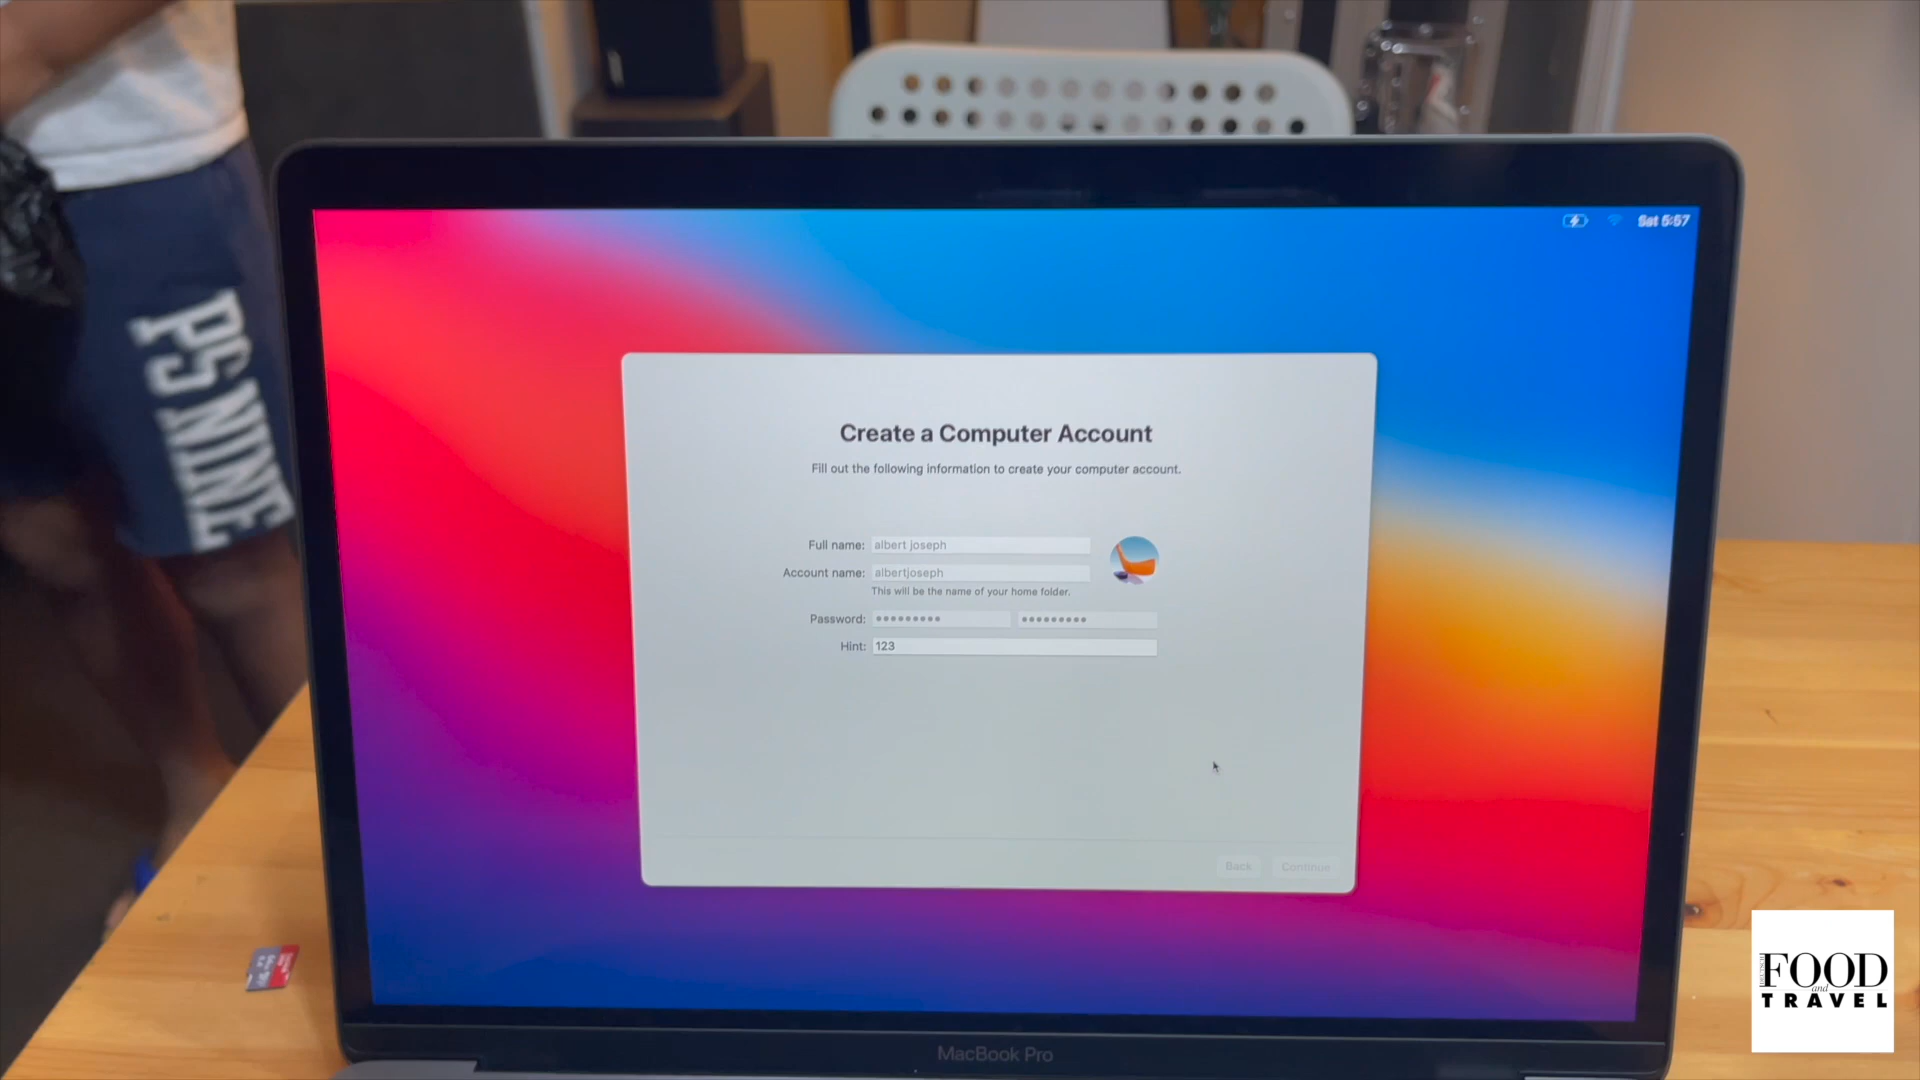 Sat 5:57
PS NINE
Create a Computer Account
Fill out the following information to create your computer account.
Full name: albert joseph
Account name: albertjoseph
This will be the name of your home folder.
Password: ••••••••• •••••••••
Hint: 123
Back Continue
MacBook Pro
FOOD
and
TRAVEL